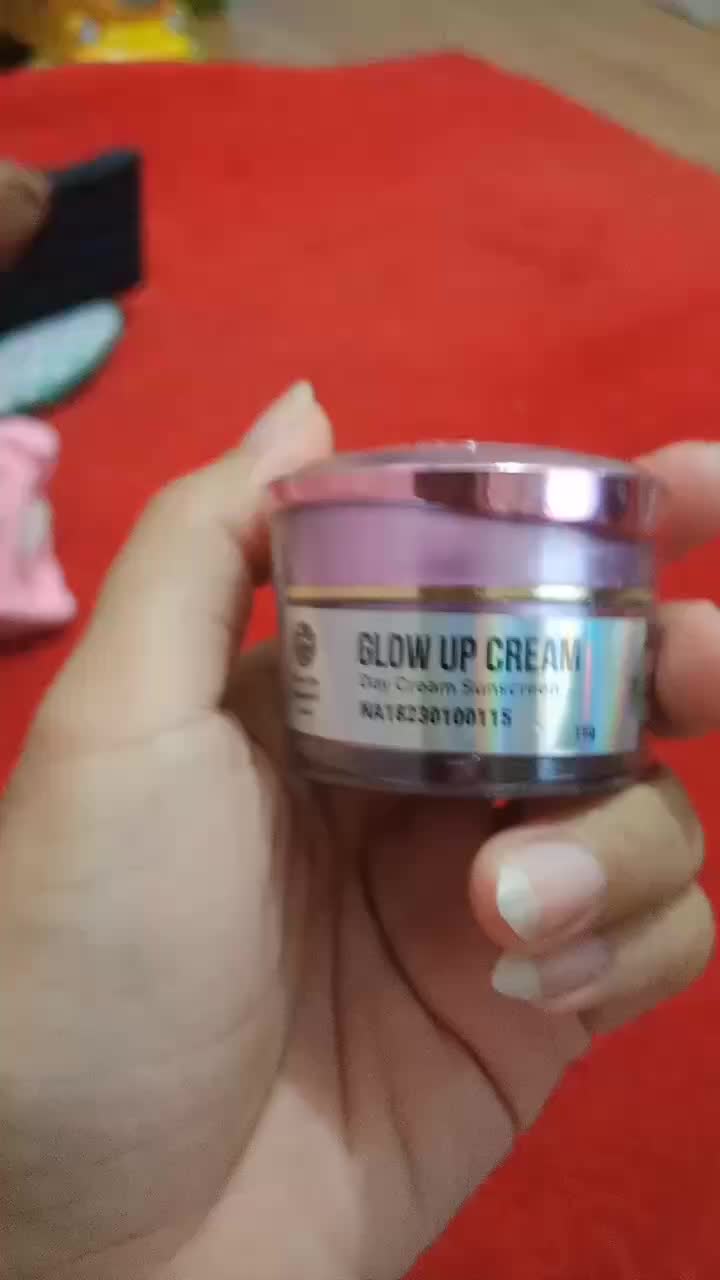 GLOW UP CREAM
Day Cream Sunscreen
NA18230100115